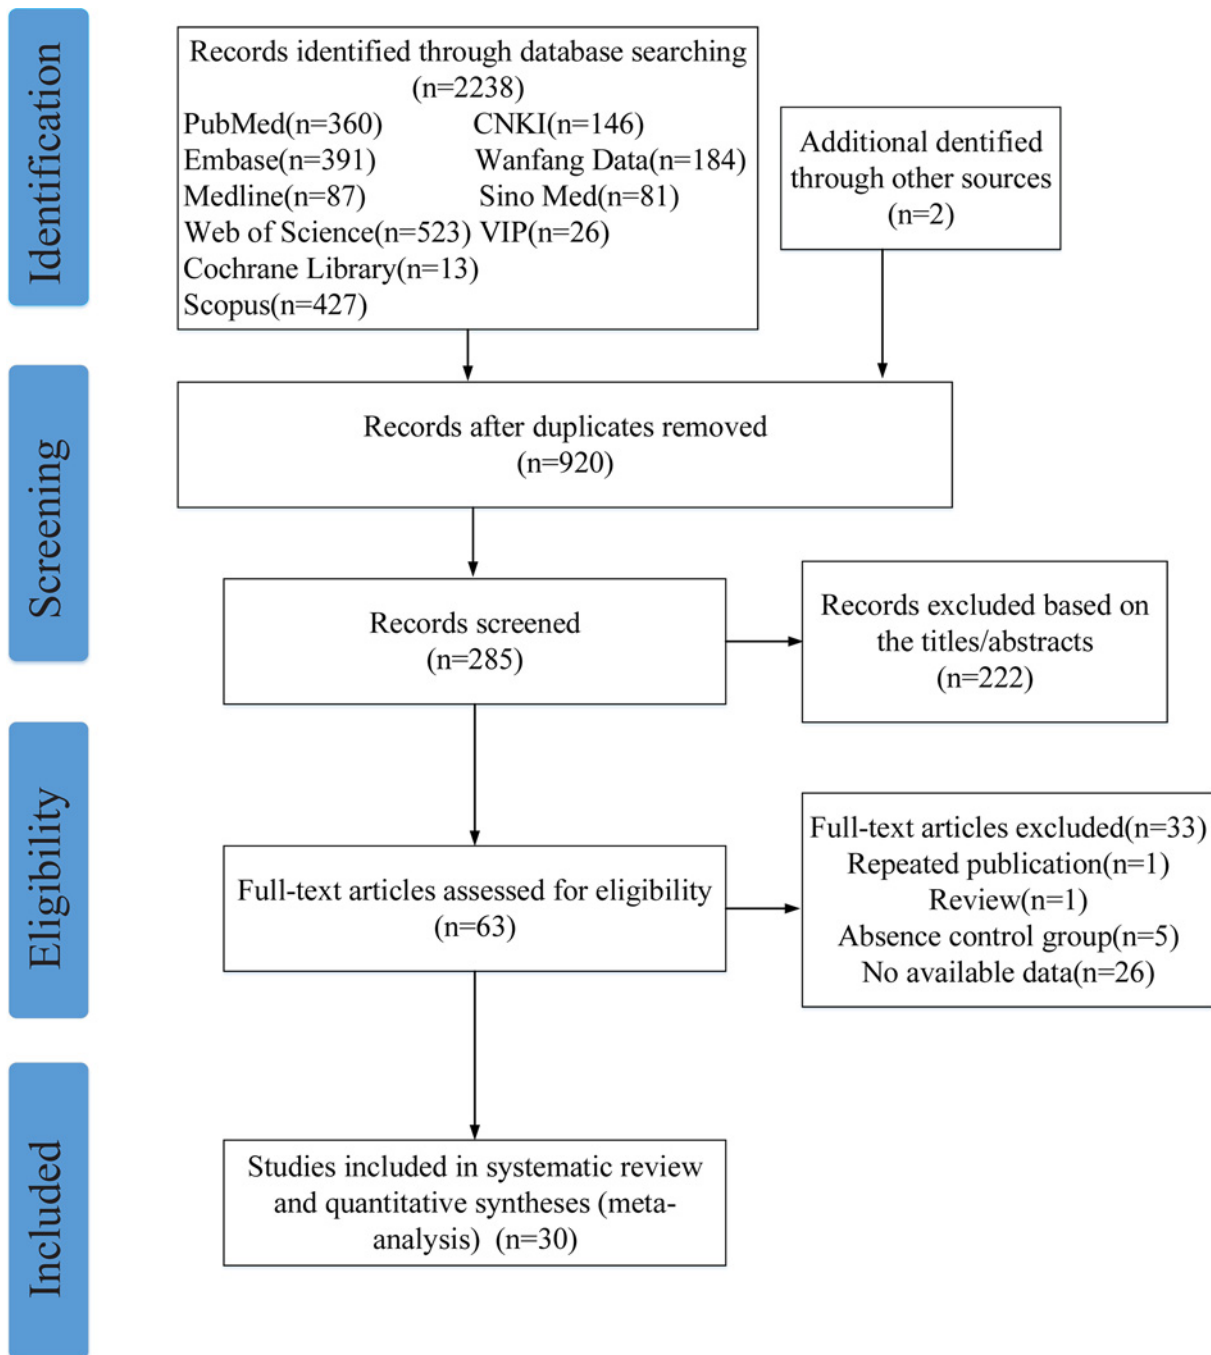 Identification
Records identified through database searching
(n=2238)
PubMed(n=360) CNKI(n=146)
Embase(n=391) Wanfang Data(n=184)
Medline(n=87) Sino Med(n=81)
Web of Science(n=523) VIP(n=26)
Cochrane Library(n=13)
Scopus(n=427)
Additional dentified
through other sources
(n=2)
Screening
Records after duplicates removed
(n=920)
Records screened
(n=285)
Records excluded based on
the titles/abstracts
(n=222)
Eligibility
Full-text articles assessed for eligibility
(n=63)
Full-text articles excluded(n=33)
Repeated publication(n=1)
Review(n=1)
Absence control group(n=5)
No available data(n=26)
Included
Studies included in systematic review
and quantitative syntheses (meta-
analysis) (n=30)